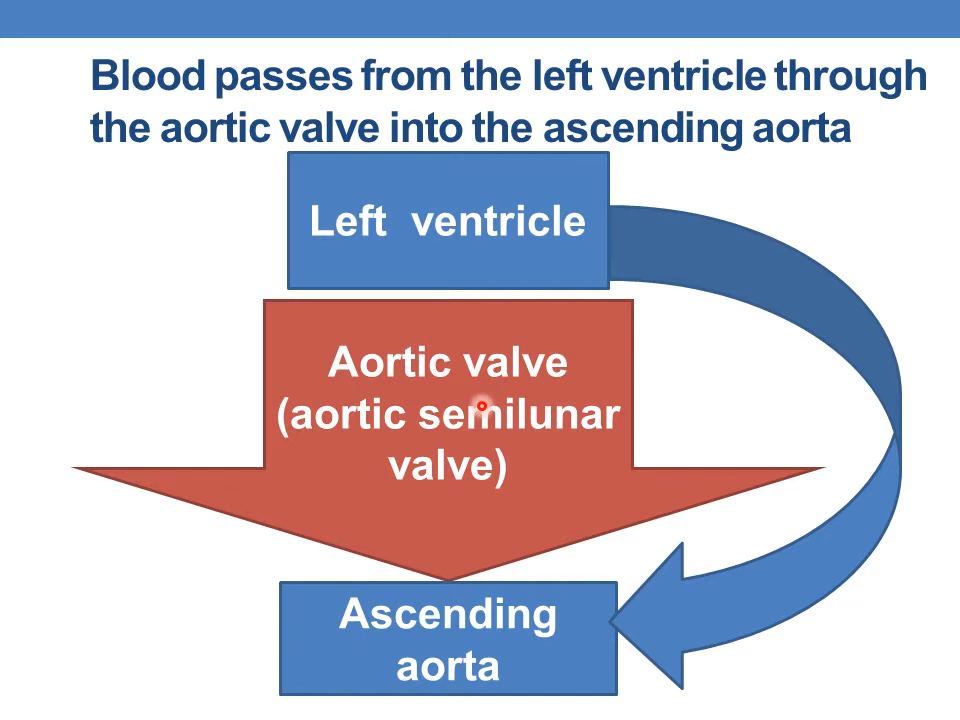 Blood passes from the left ventricle through
the aortic valve into the ascending aorta
Left ventricle
Aortic valve
(aortic semilunar
valve)
Ascending
aorta